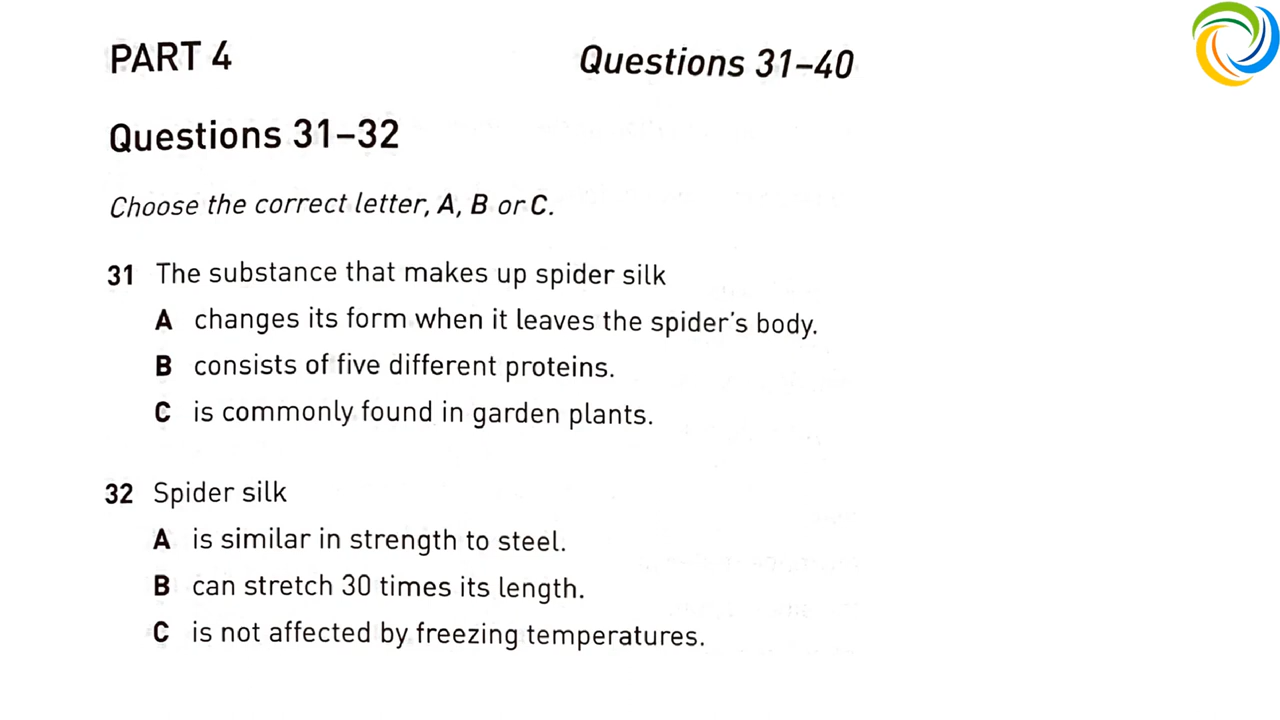 PART 4
Questions 31–40
Questions 31–32
Choose the correct letter, A, B or C.
31 The substance that makes up spider silk
A changes its form when it leaves the spider's body.
B consists of five different proteins.
C is commonly found in garden plants.
32 Spider silk
A is similar in strength to steel.
B can stretch 30 times its length.
C is not affected by freezing temperatures.